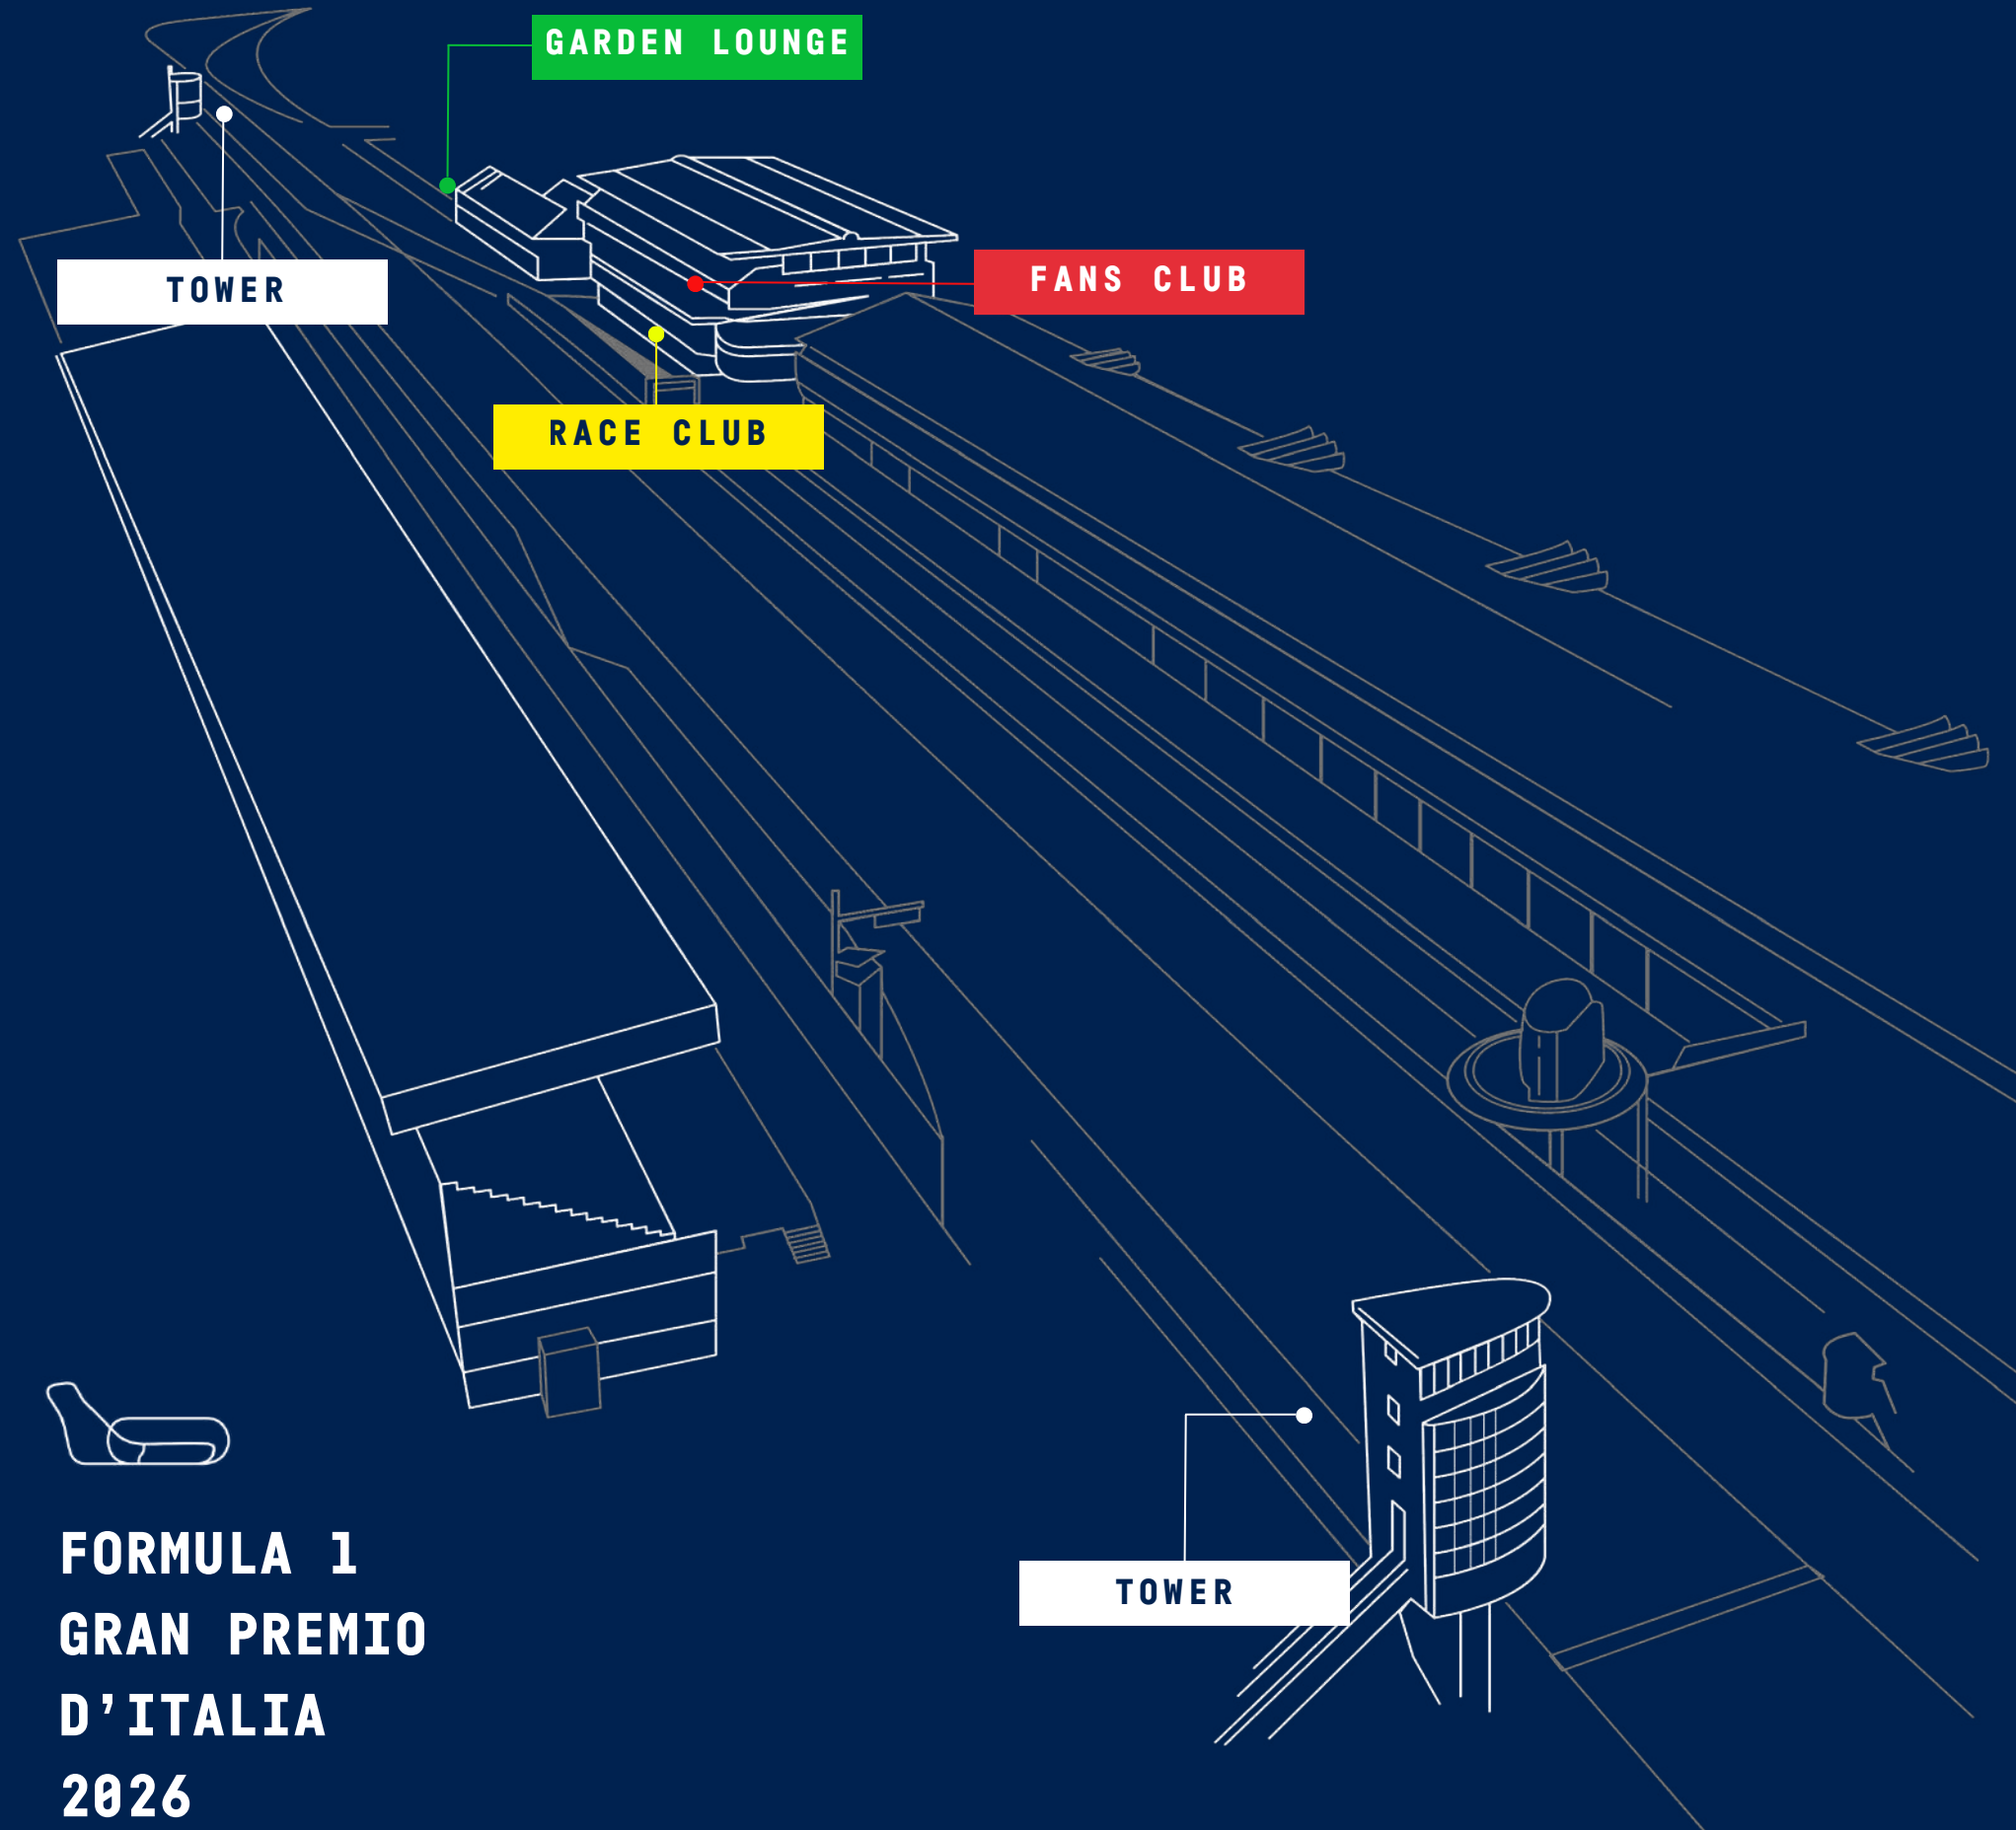 GARDEN LOUNGE
FANS CLUB
TOWER
RACE CLUB
TOWER
FORMULA 1
GRAN PREMIO
D’ITALIA
2026